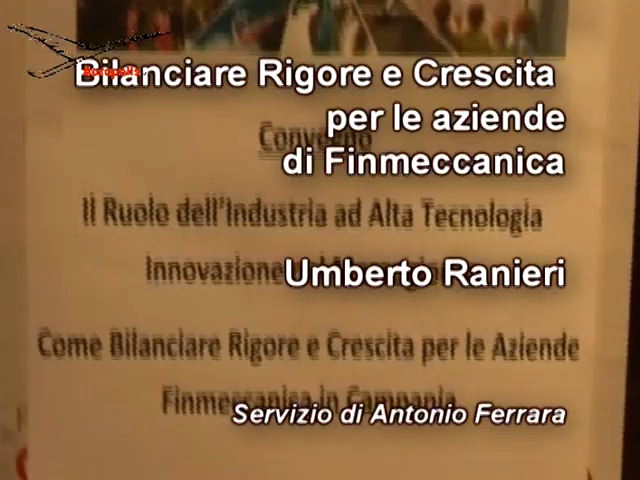 Bilanciare Rigore e Crescita
per le aziende
Convegno
di Finmeccanica
Il Ruolo dell'Industria ad Alta Tecnologia
Innovazione
Umberto Ranieri
Come Bilanciare Rigore e Crescita per le Aziende
Finmeccanica in Campania
Servizio di Antonio Ferrara